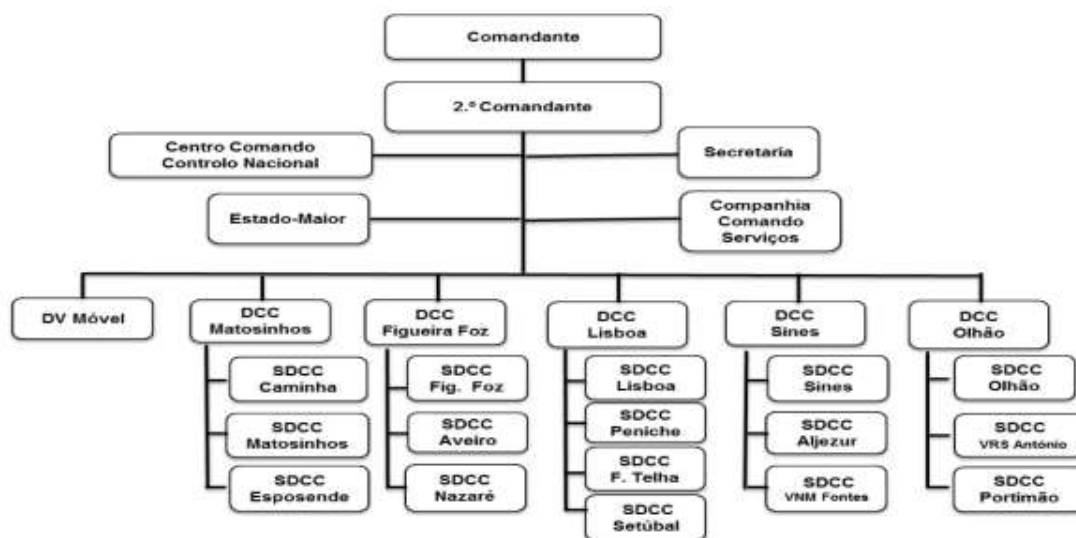 Comandante
2.º Comandante
Centro Comando
Controlo Nacional
Secretaria
Estado-Maior
Companhia
Comando
Serviços
DV Móvel
DCC
Matosinhos
DCC
Figueira Foz
DCC
Lisboa
DCC
Sines
DCC
Olhão
SDCC
Caminha
SDCC
Matosinhos
SDCC
Esposende
SDCC
Fig. Foz
SDCC
Aveiro
SDCC
Nazaré
SDCC
Lisboa
SDCC
Peniche
SDCC
F. Telha
SDCC
Setúbal
SDCC
Sines
SDCC
Aljezur
SDCC
VNM Fontes
SDCC
Olhão
SDCC
VRS António
SDCC
Portimão